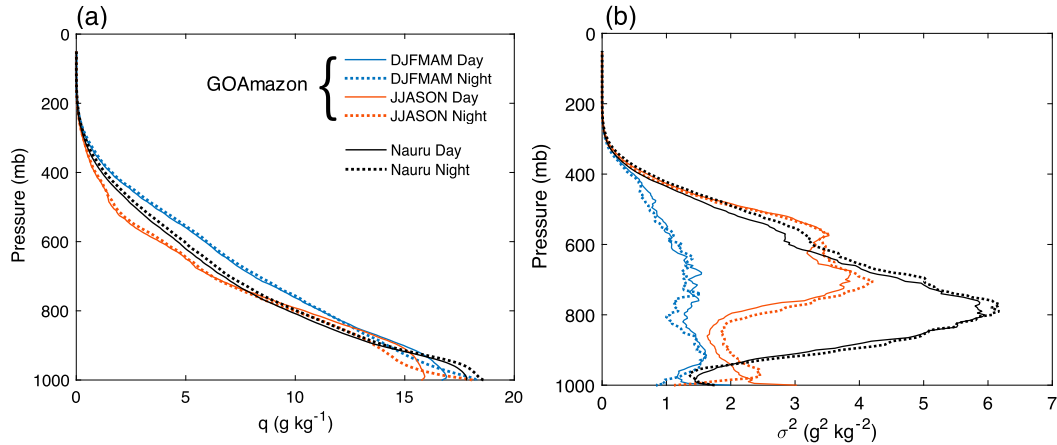 (a)
0
200
400
600
800
1000
Pressure (mb)
GOAmazon {
DJFMAM Day
DJFMAM Night
JJASON Day
JJASON Night
Nauru Day
Nauru Night
0 5 10 15 20
q (g kg⁻¹)
(b)
0
200
400
600
800
1000
Pressure (mb)
0 1 2 3 4 5 6 7
σ² (g² kg⁻²)